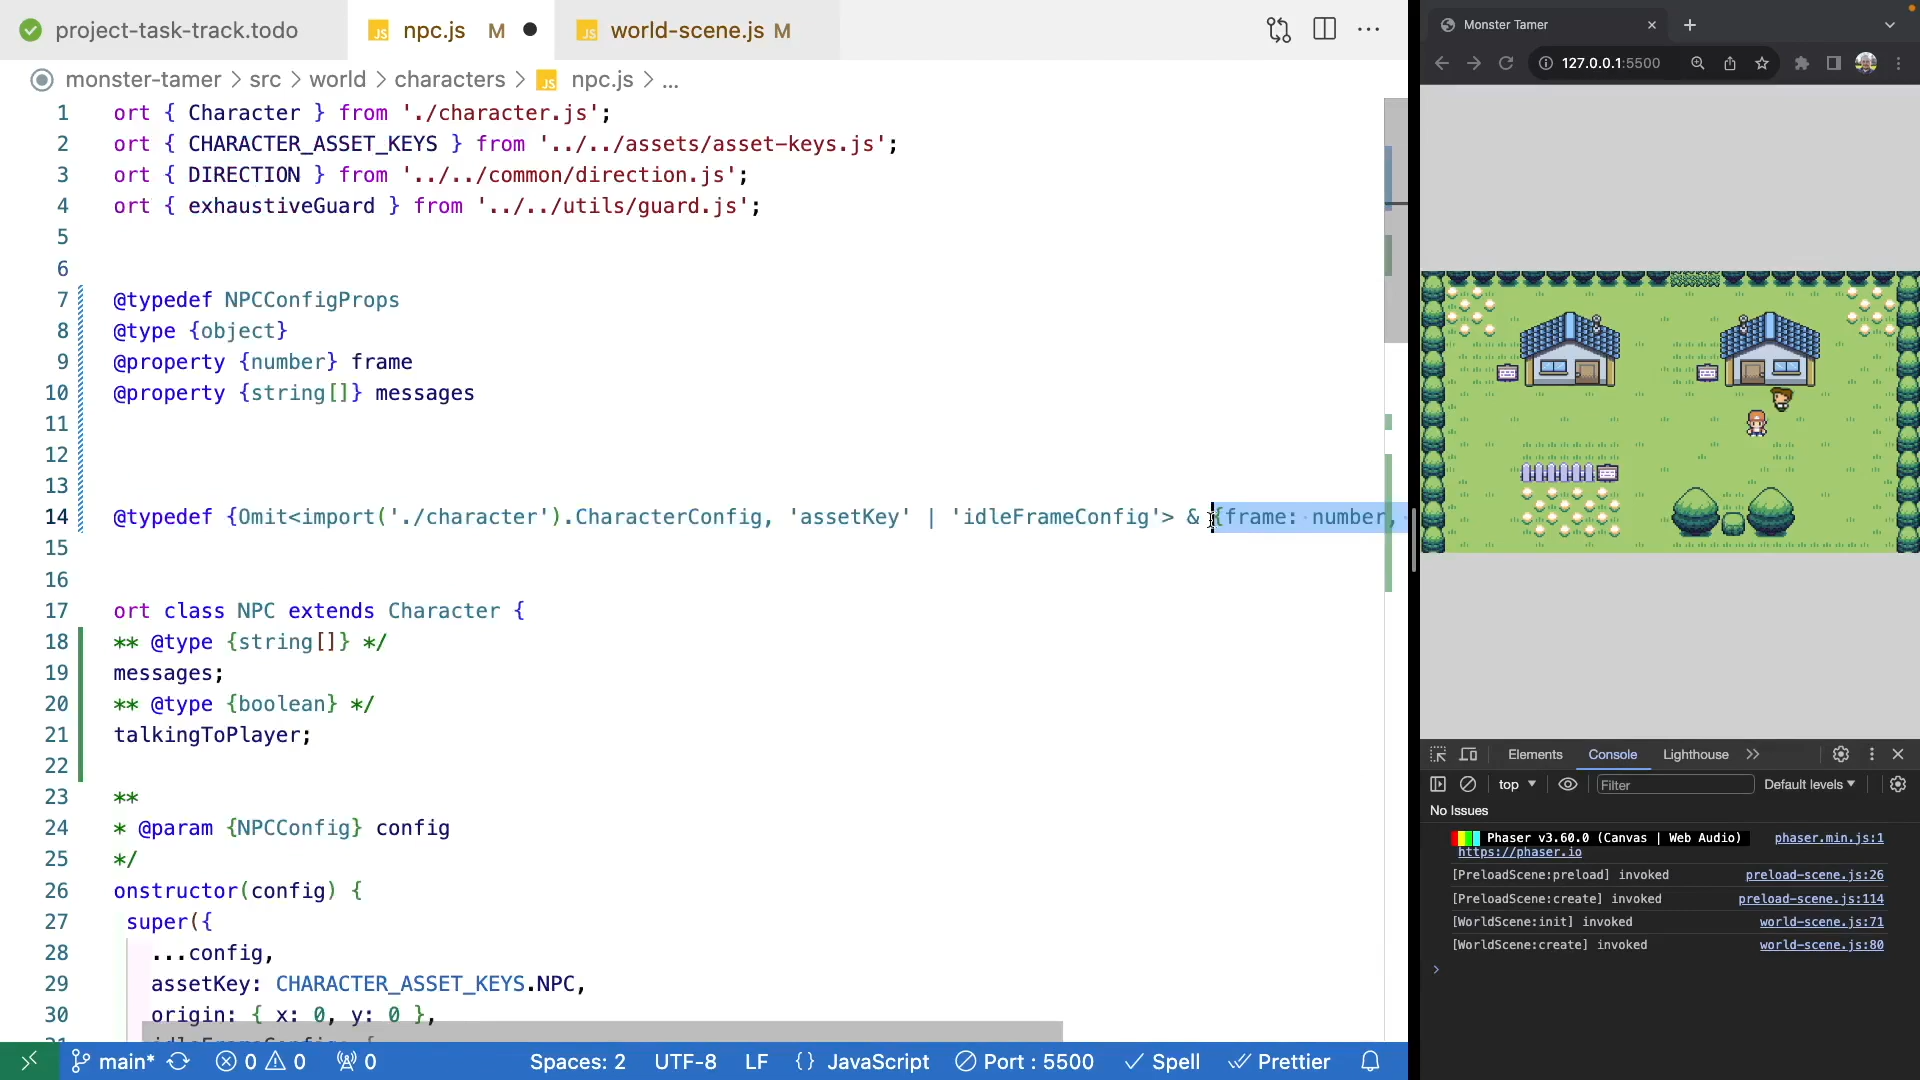 project-task-track.todo
npc.js M
world-scene.js M
monster-tamer > src > world > characters > npc.js > ...
1 ort { Character } from './character.js';
2 ort { CHARACTER_ASSET_KEYS } from '../../assets/asset-keys.js';
3 ort { DIRECTION } from '../../common/direction.js';
4 ort { exhaustiveGuard } from '../../utils/guard.js';
5
6
7 @typedef NPCConfigProps
8 @type {object}
9 @property {number} frame
10 @property {string[]} messages
11
12
13
14 @typedef {Omit<import('./character').CharacterConfig, 'assetKey' | 'idleFrameConfig'> & {frame: number,
15
16
17 ort class NPC extends Character {
18 ** @type {string[]} */
19 messages;
20 ** @type {boolean} */
21 talkingToPlayer;
22
23 **
24 * @param {NPCConfig} config
25 */
26 onstructor(config) {
27 super({
28 ...config,
29 assetKey: CHARACTER_ASSET_KEYS.NPC,
30 origin: { x: 0, y: 0 },
main* 0 0 0 Spaces: 2 UTF-8 LF {} JavaScript Port : 5500 Spell Prettier
Monster Tamer
127.0.0.1:5500
Elements Console Lighthouse
top Filter Default levels
No Issues
Phaser v3.60.0 (Canvas | Web Audio) phaser.min.js:1
https://phaser.io
[PreloadScene:preload] invoked preload-scene.js:26
[PreloadScene:create] invoked preload-scene.js:114
[WorldScene:init] invoked world-scene.js:71
[WorldScene:create] invoked world-scene.js:80